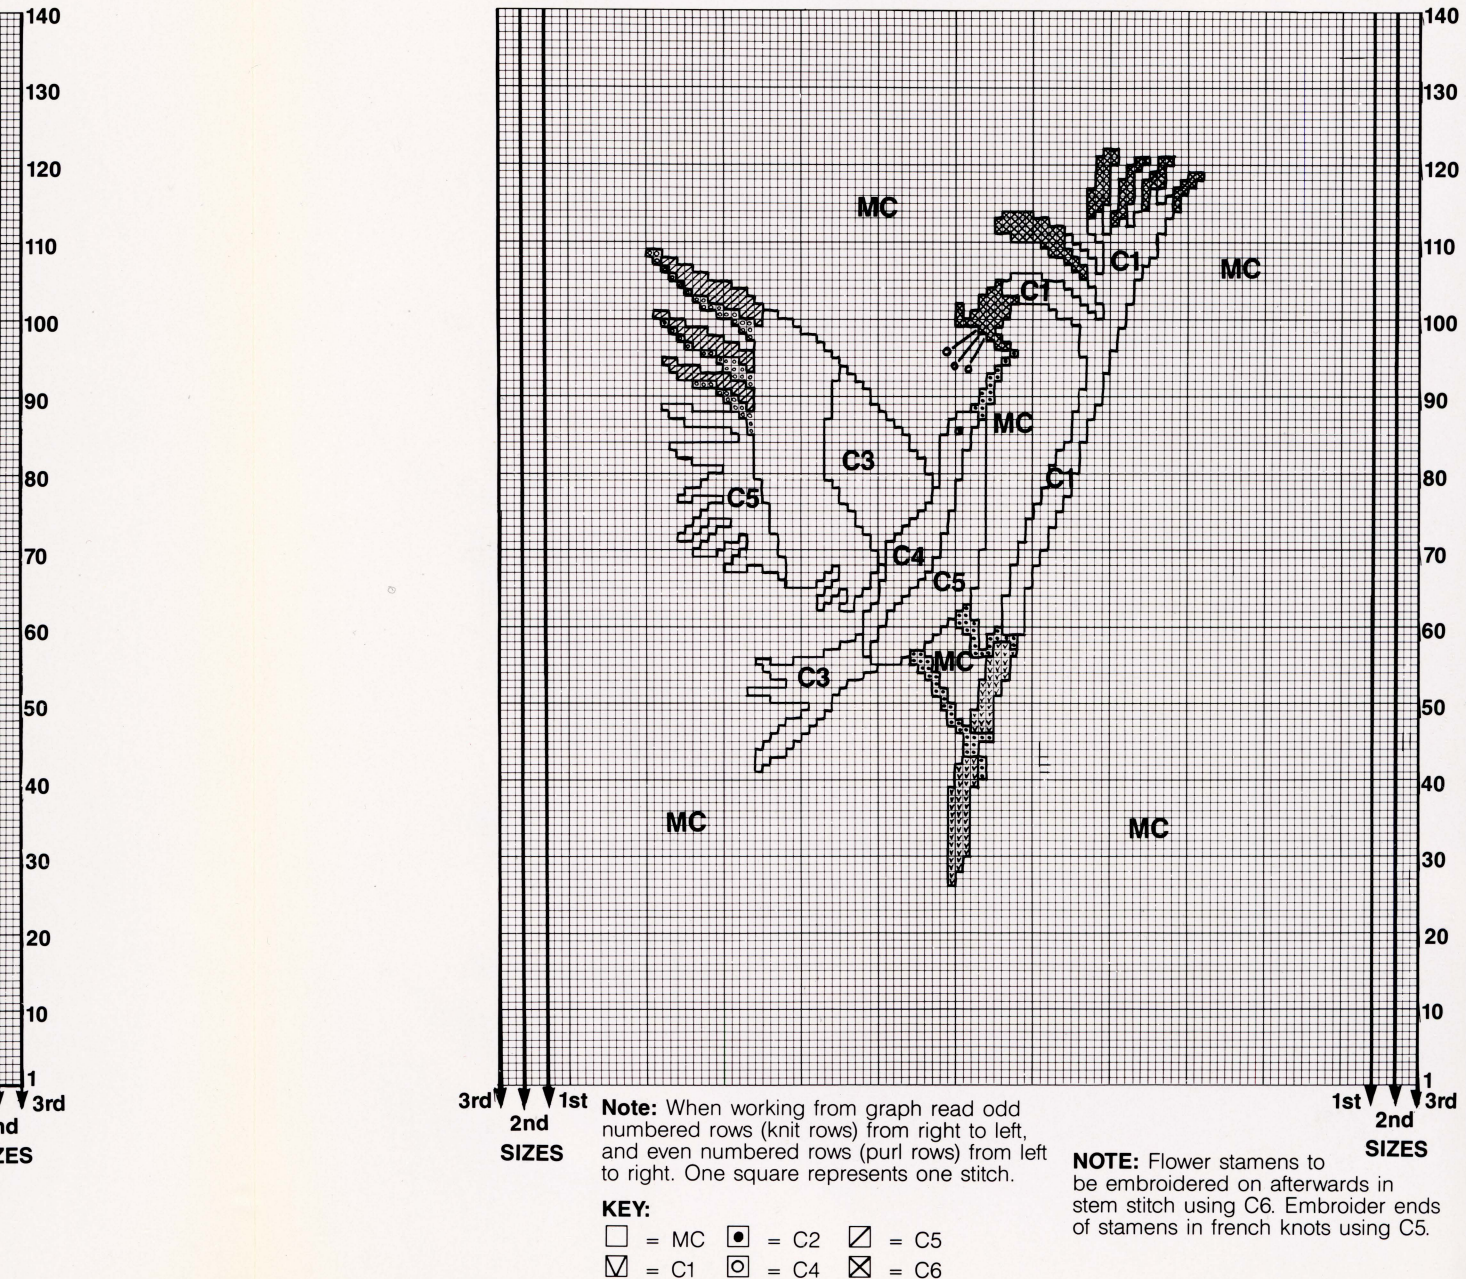 140
130
120
110
100
90
80
70
60
50
40
30
20
10
1
3rd
nd
ZES
140
130
120
110
100
90
80
70
60
50
40
30
20
10
1
MC
C1
MC
C1
MC
C3
C1
C5
C4
C5
MC
C3
MC
MC
3rd 1st
2nd
SIZES
1st 3rd
2nd
SIZES
Note: When working from graph read odd
numbered rows (knit rows) from right to left,
and even numbered rows (purl rows) from left
to right. One square represents one stitch.
NOTE: Flower stamens to
be embroidered on afterwards in
stem stitch using C6. Embroider ends
of stamens in french knots using C5.
KEY:
= MC = C2 = C5
= C1 = C4 = C6